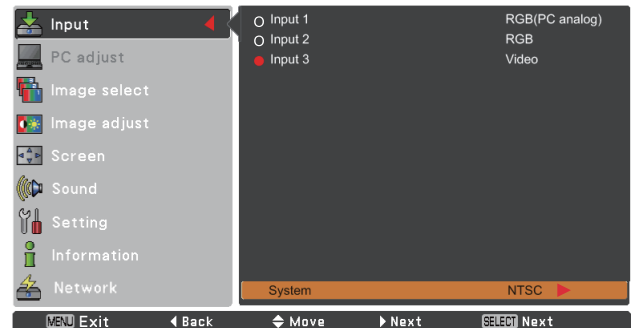 Input
PC adjust
Image select
Image adjust
Screen
Sound
Setting
Information
Network
Input 1 RGB(PC analog)
Input 2 RGB
Input 3 Video
System NTSC
MENU Exit Back Move Next SELECT Next